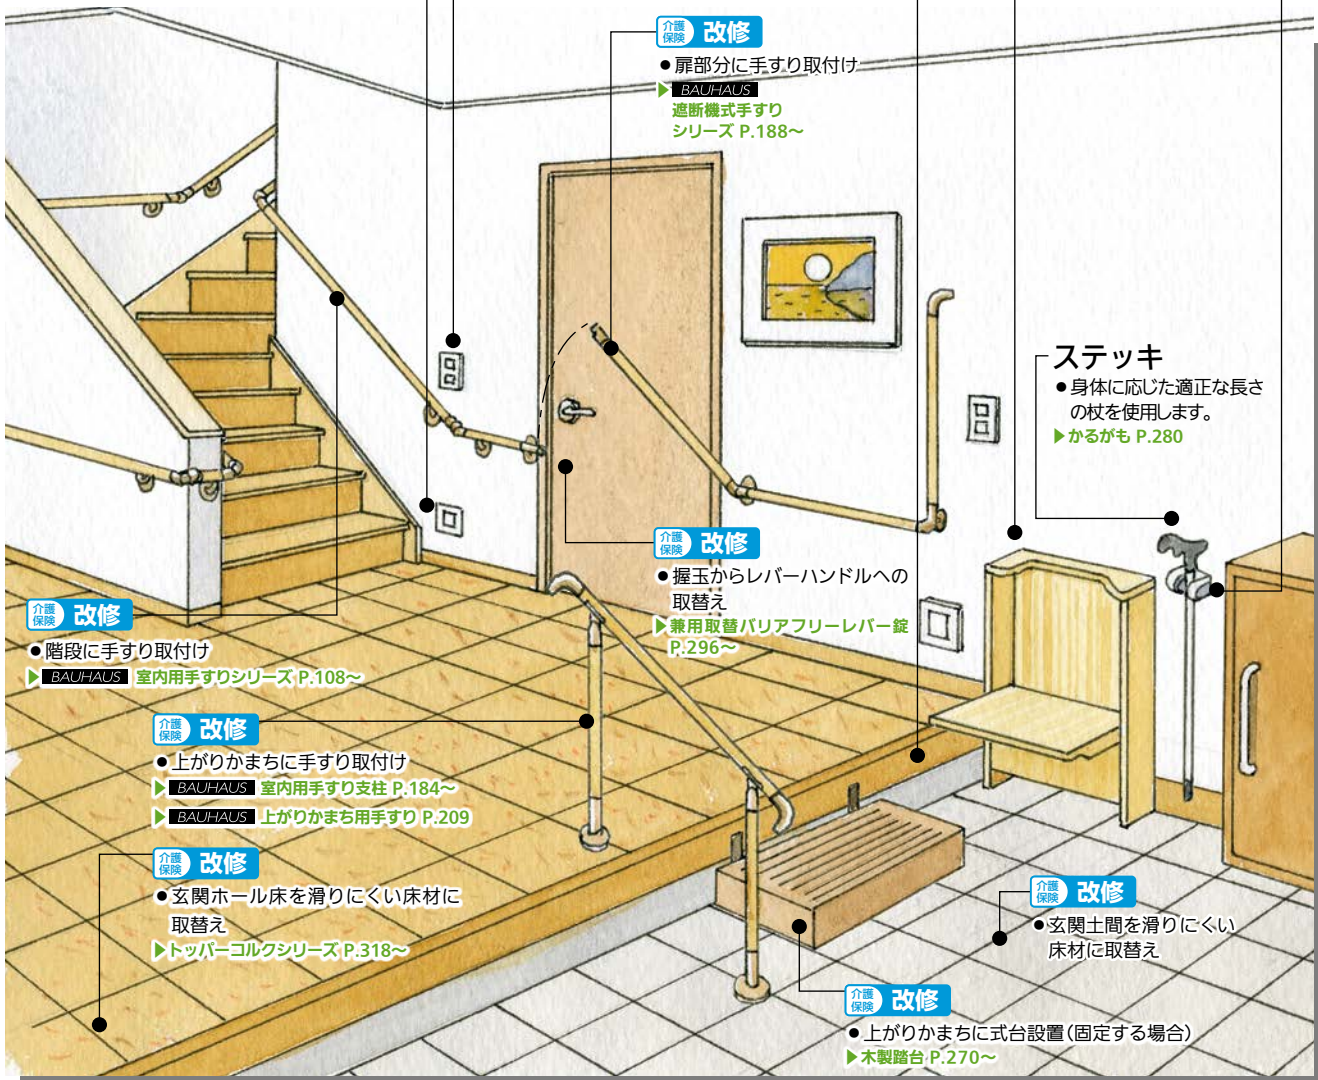 介護保険 改修
●扉部分に手すり取付け
▶BAUHAUS
遮断機式手すり
シリーズ P.188〜
ステッキ
●身体に応じた適正な長さ
の杖を使用します。
▶かるがも P.280
介護保険 改修
●握玉からレバーハンドルへの
取替え
▶兼用取替バリアフリーレバー錠
P.296〜
介護保険 改修
●階段に手すり取付け
▶BAUHAUS 室内用手すりシリーズ P.108〜
介護保険 改修
●上がりかまちに手すり取付け
▶BAUHAUS 室内用手すり支柱 P.184〜
▶BAUHAUS 上がりかまち用手すり P.209
介護保険 改修
●玄関ホール床を滑りにくい床材に
取替え
▶トッパーコルクシリーズ P.318〜
介護保険 改修
●玄関土間を滑りにくい
床材に取替え
介護保険 改修
●上がりかまちに式台設置(固定する場合)
▶木製踏台 P.270〜